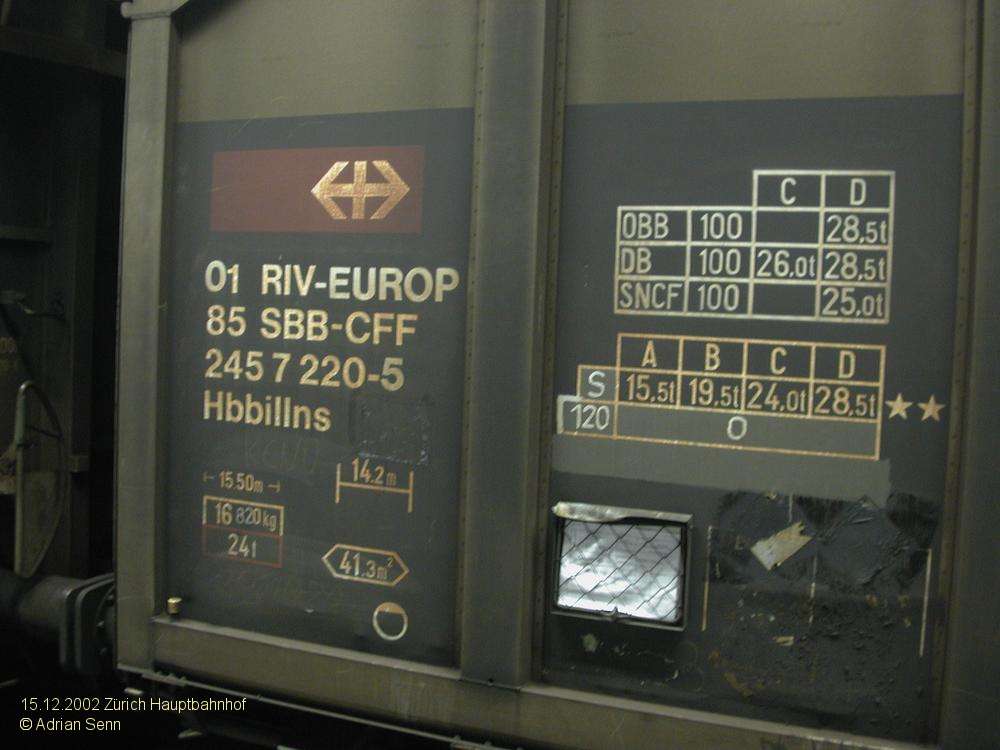 01 RIV-EUROP
85 SBB-CFF
245 7 220-5
Hbbillns
15.50m
14.2m
16 820kg
24t
41.3m²
C D
ÖBB 100 28,5t
DB 100 26,0t 28,5t
SNCF 100 25,0t
A B C D
S 15,5t 19,5t 24,0t 28,5t ★★
120 0
15.12.2002 Zürich Hauptbahnhof
© Adrian Senn